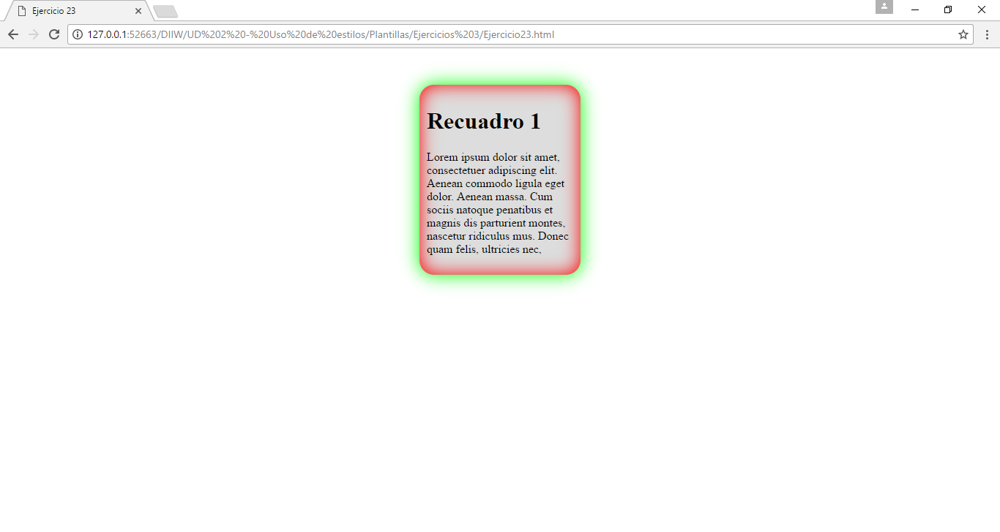 Ejercicio 23
127.0.0.1:52663/DIIW/UD%202%20-%20Uso%20de%20estilos/Plantillas/Ejercicios%203/Ejercicio23.html
Recuadro 1
Lorem ipsum dolor sit amet,
consectetuer adipiscing elit.
Aenean commodo ligula eget
dolor. Aenean massa. Cum
sociis natoque penatibus et
magnis dis parturient montes,
nascetur ridiculus mus. Donec
quam felis, ultricies nec,